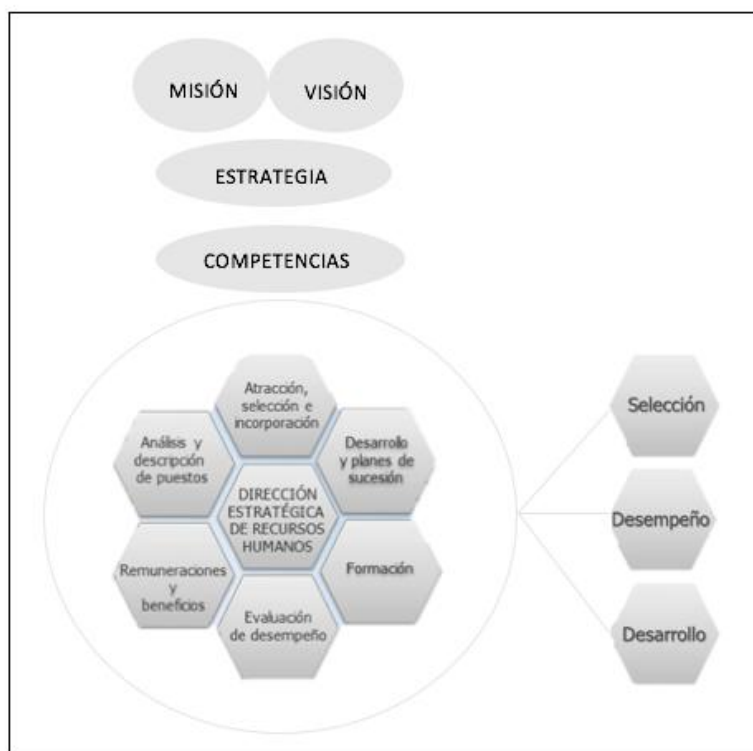 MISIÓN
VISIÓN
ESTRATEGIA
COMPETENCIAS
Atracción,
selección e
incorporación
Análisis y
descripción
de puestos
Desarrollo
y planes de
sucesión
DIRECCIÓN
ESTRATÉGICA
DE RECURSOS
HUMANOS
Remuneraciones
y
beneficios
Formación
Evaluación
de desempeño
Selección
Desempeño
Desarrollo